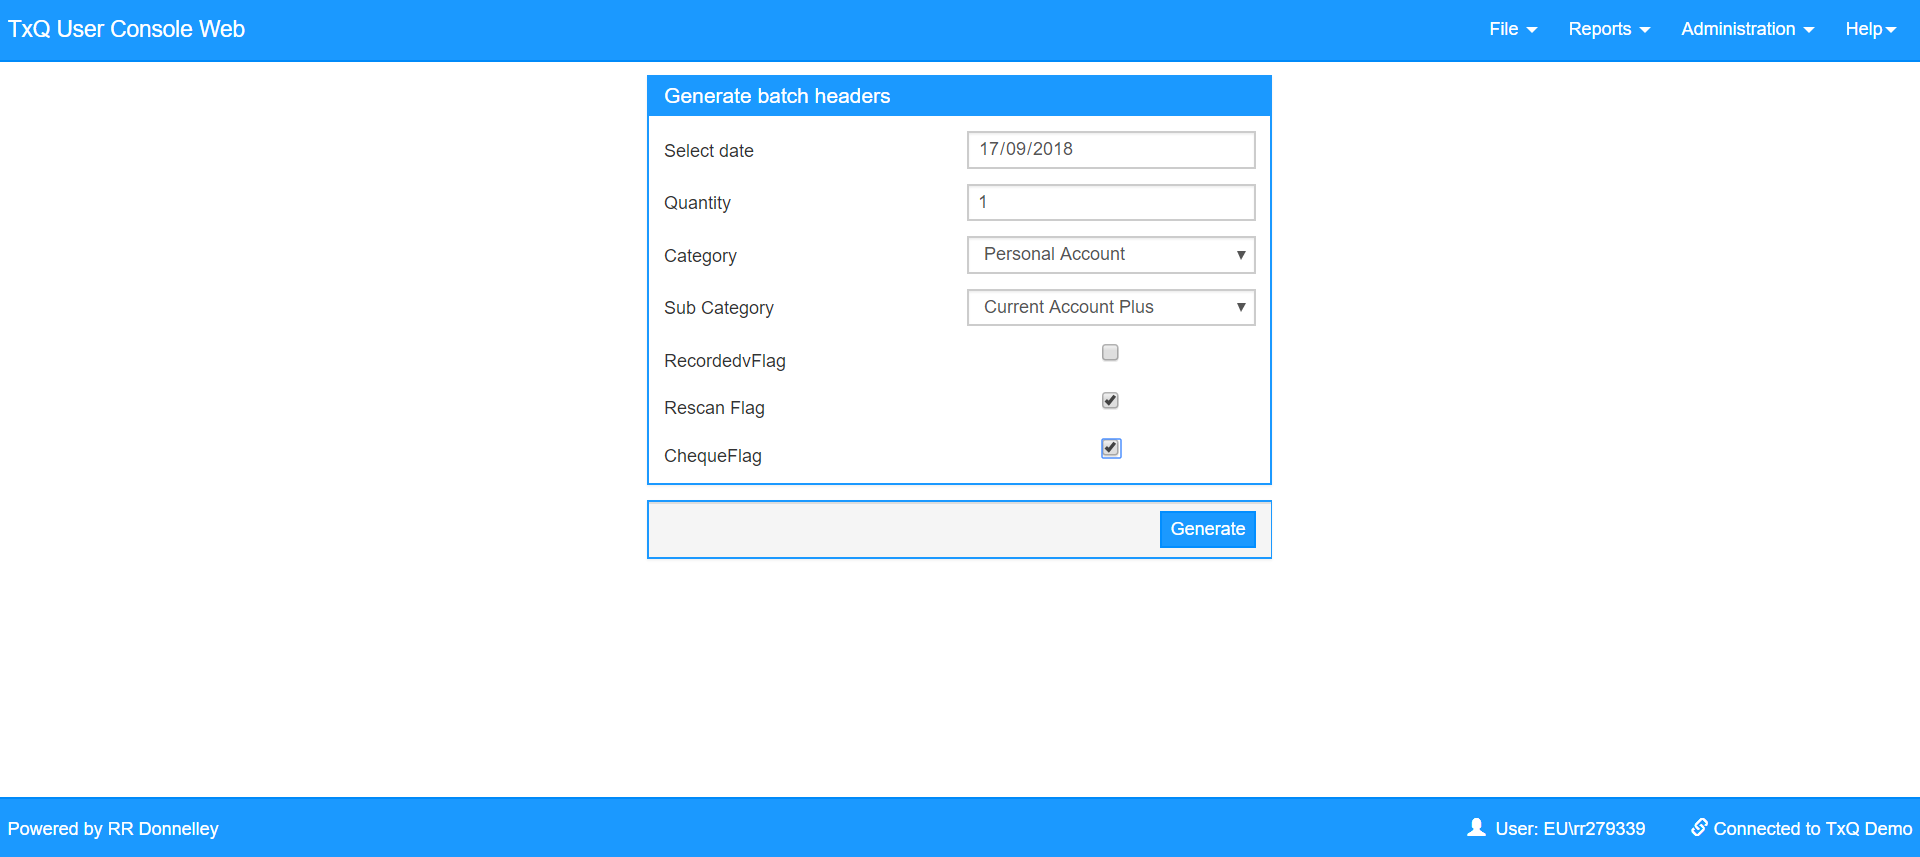 TxQ User Console Web
File Reports Administration Help
Generate batch headers
Select date 17/09/2018
Quantity 1
Category Personal Account
Sub Category Current Account Plus
RecordedvFlag
Rescan Flag
ChequeFlag
Generate
Powered by RR Donnelley User: EU\rr279339 Connected to TxQ Demo